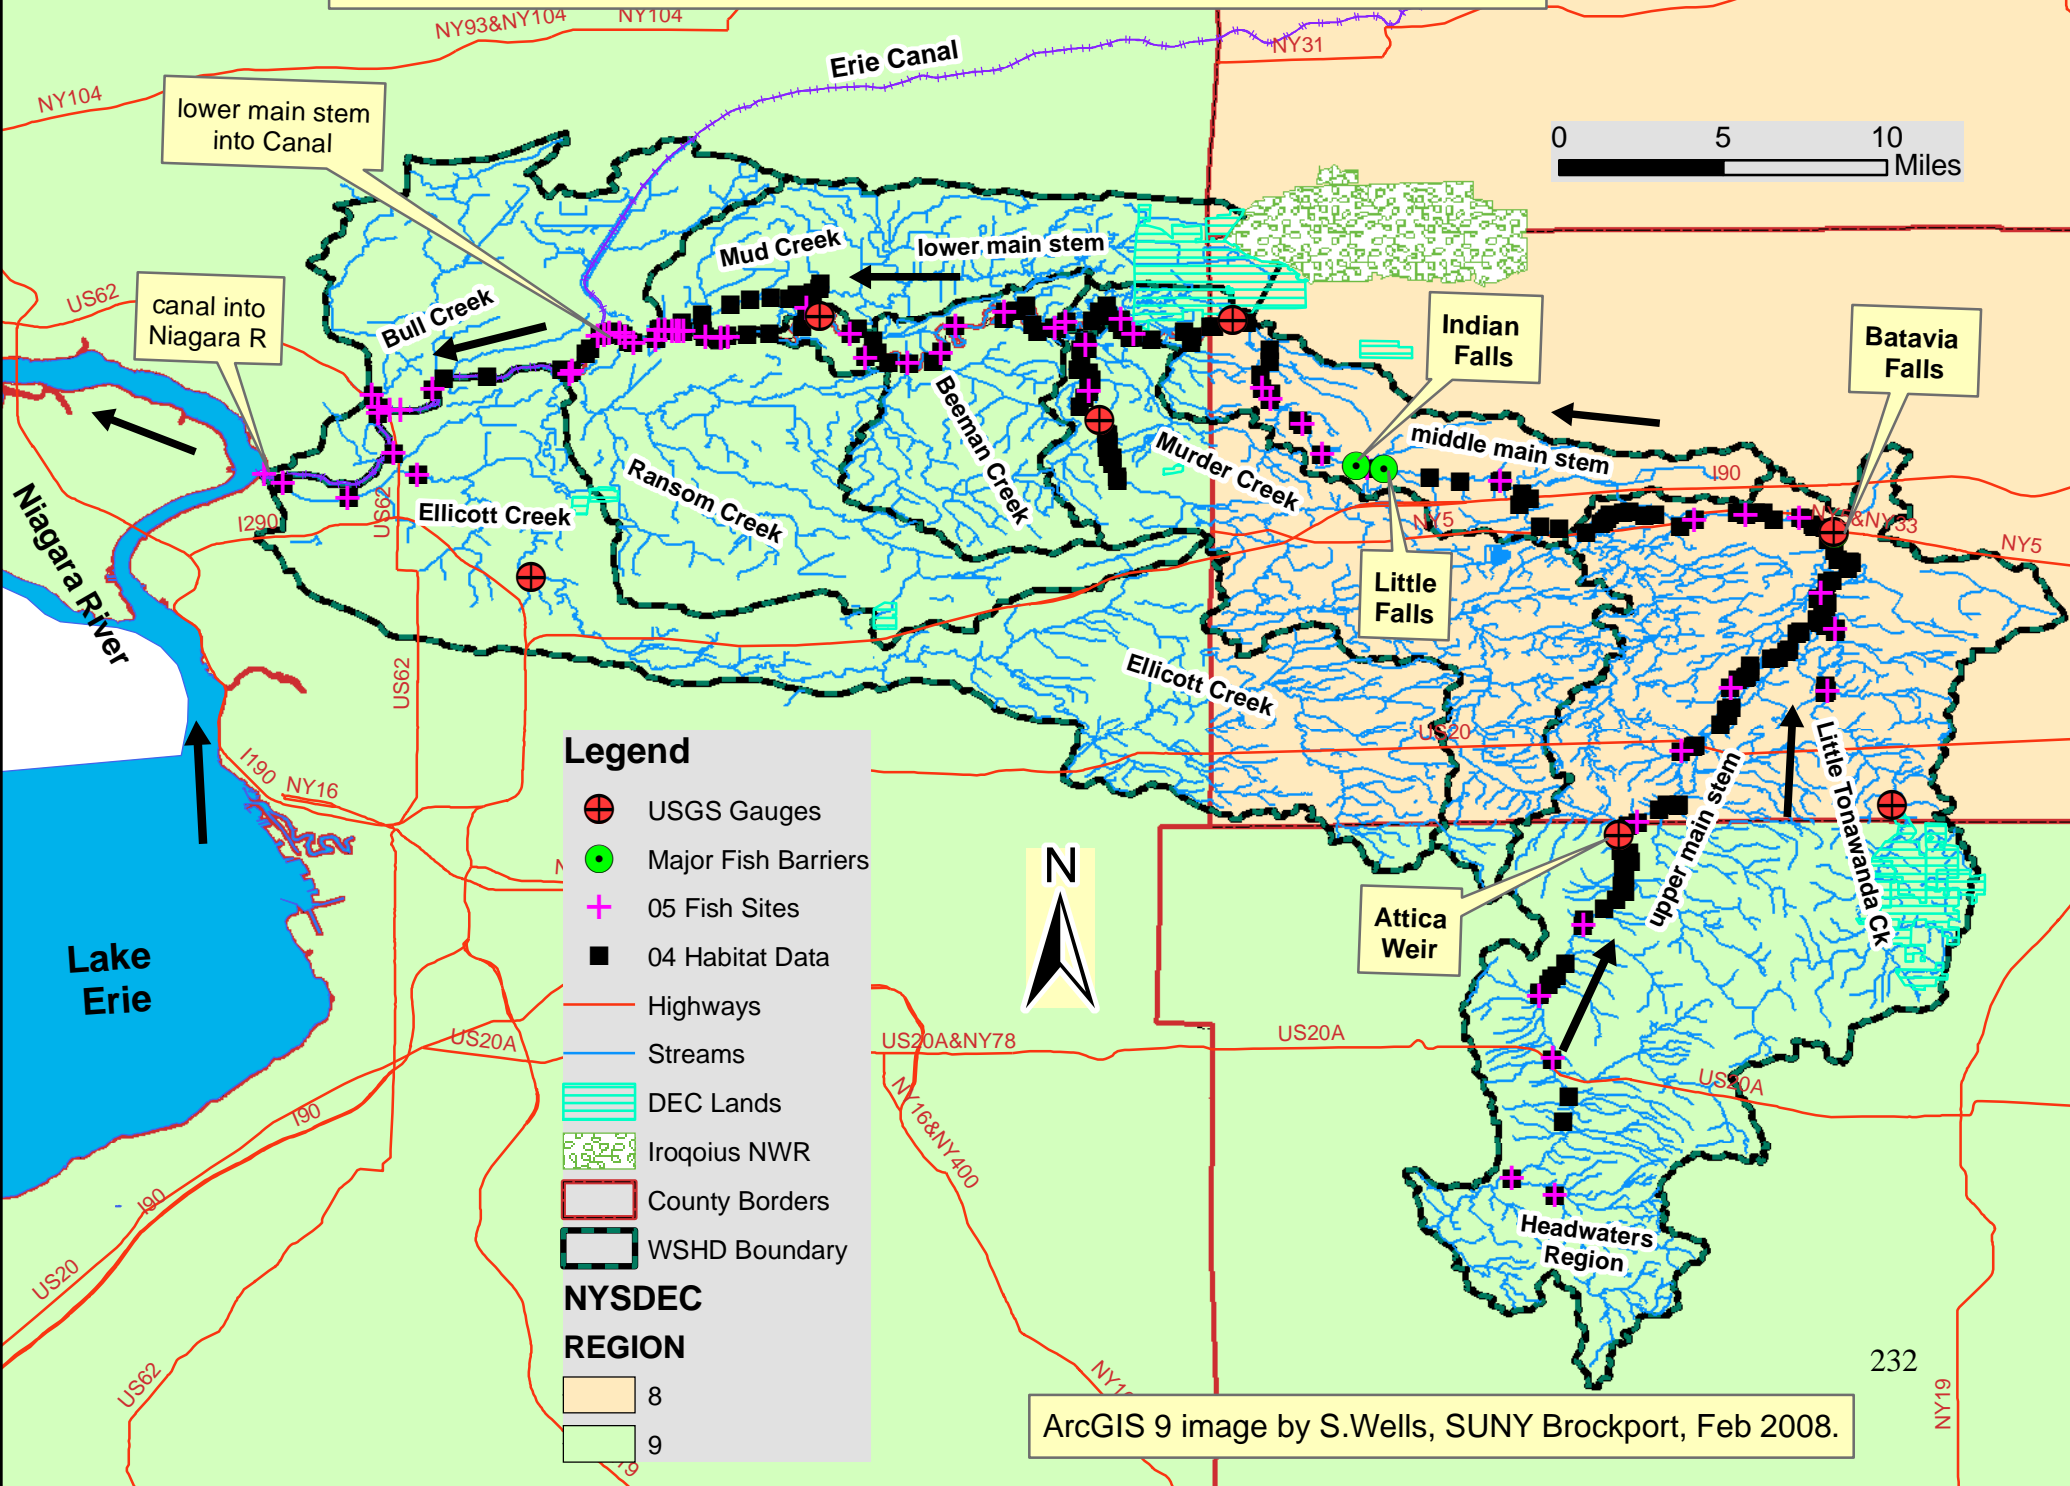 NY93&NY104
NY104
NY31
Erie Canal
NY104
lower main stem
into Canal
0 5 10
Miles
Mud Creek
lower main stem
US62
canal into
Niagara R
Bull Creek
Indian
Falls
Batavia
Falls
Beeman Creek
Murder Creek
middle main stem
I90
Ransom Creek
Ellicott Creek
US62
I290
NY5
NY5
Niagara River
Little
Falls
Ellicott Creek
US62
US20
I190
NY16
upper main stem
Little Tonawanda Ck
Attica
Weir
N
Lake
Erie
Legend
USGS Gauges
Major Fish Barriers
05 Fish Sites
04 Habitat Data
Highways
Streams
DEC Lands
Iroqoius NWR
County Borders
WSHD Boundary
NYSDEC
REGION
8
9
US20A
US20A&NY78
US20A
US20A
I90
NY16&NY400
I90
US20
US62
Headwaters
Region
232
NY19
ArcGIS 9 image by S.Wells, SUNY Brockport, Feb 2008.